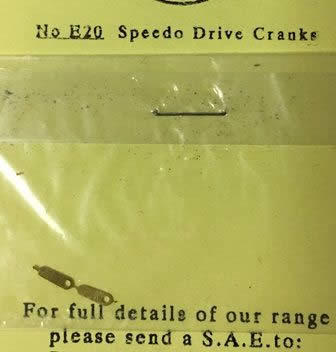 No E20 Speedo Drive Cranks
For full details of our range
please send a S.A.E.to: